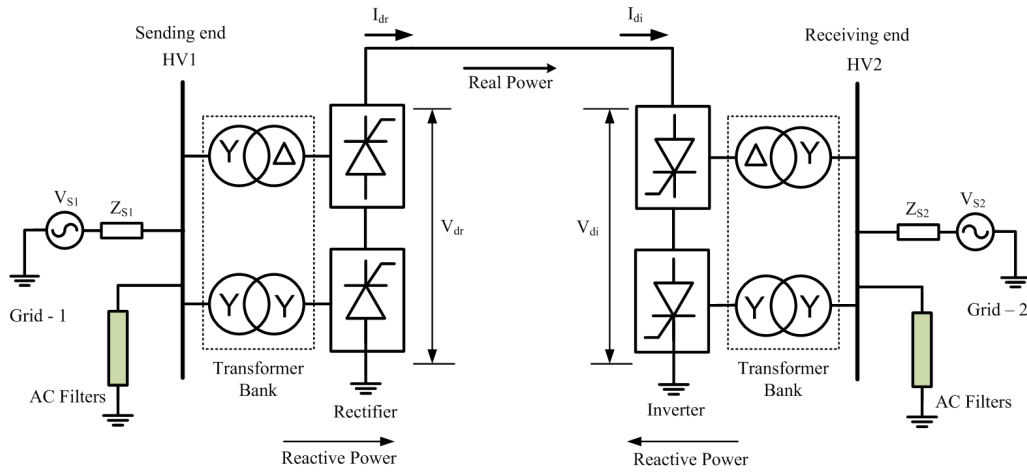 I_dr
I_di
Sending end
HV1
Real Power
Receiving end
HV2
Y
Δ
Δ
Y
V_S1
Z_S1
V_dr
V_di
Z_S2
V_S2
Y
Y
Y
Y
Grid - 1
Grid – 2
Transformer
Bank
Transformer
Bank
AC Filters
Rectifier
Inverter
AC Filters
Reactive Power
Reactive Power